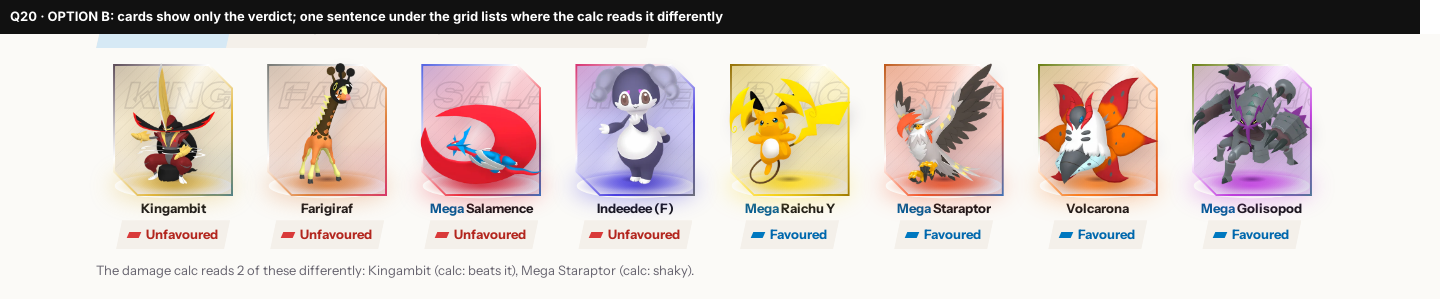 Q20 · OPTION B: cards show only the verdict; one sentence under the grid lists where the calc reads it differently
Kingambit
Farigiraf
Mega Salamence
Indeedee (F)
Mega Raichu Y
Mega Staraptor
Volcarona
Mega Golisopod
Unfavoured
Unfavoured
Unfavoured
Unfavoured
Favoured
Favoured
Favoured
Favoured
The damage calc reads 2 of these differently: Kingambit (calc: beats it), Mega Staraptor (calc: shaky).